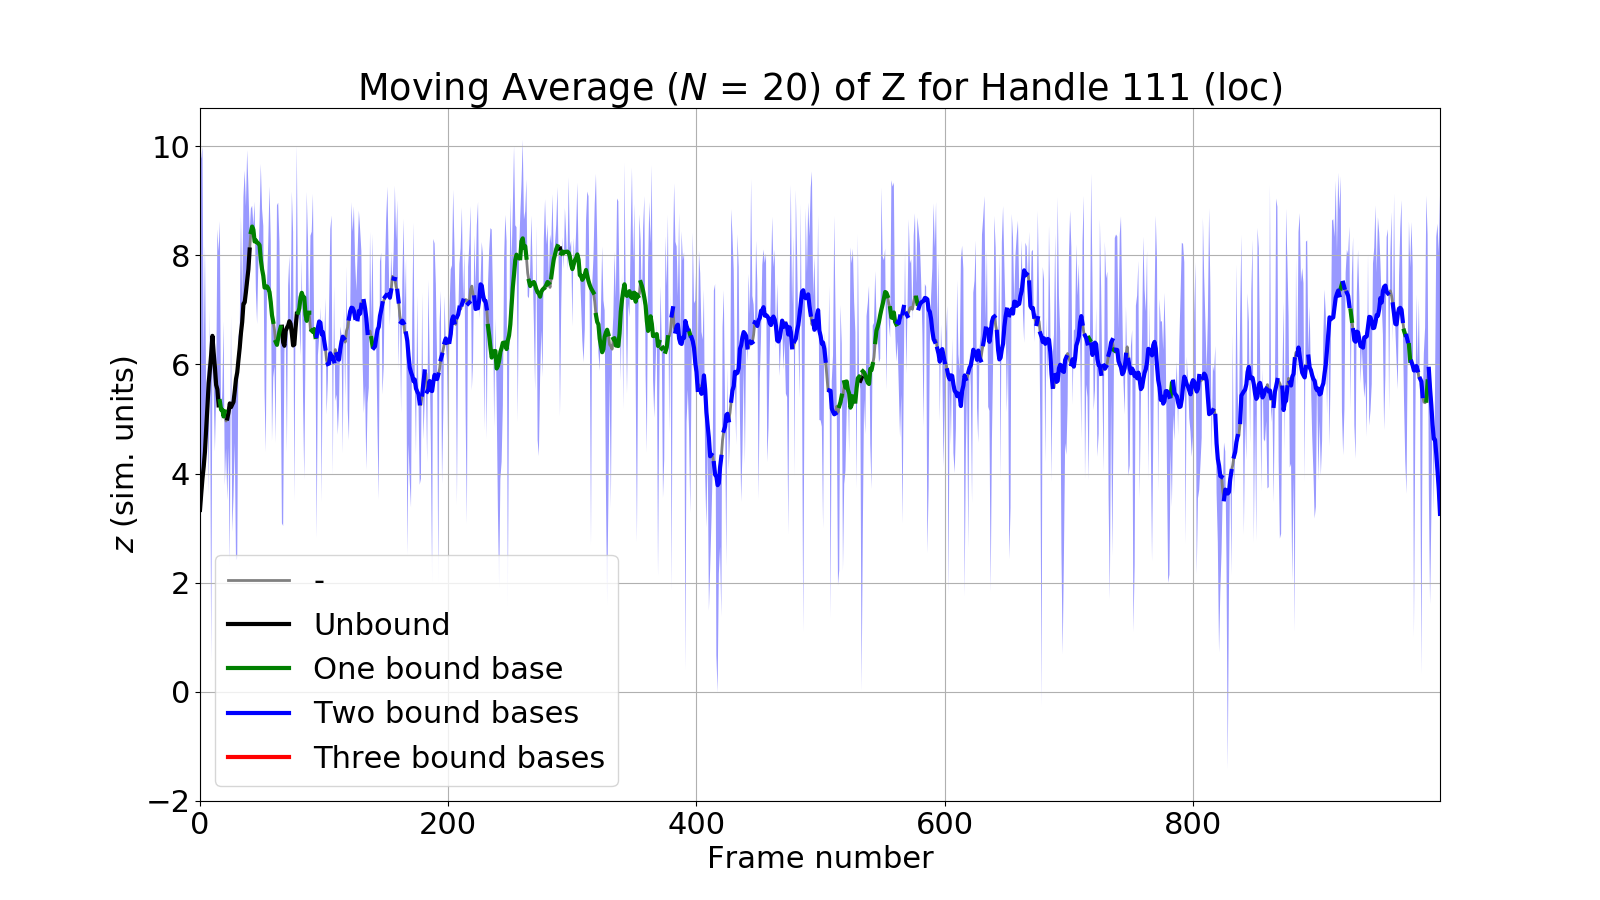 Moving Average (N = 20) of Z for Handle 111 (loc)
10
8
6
4
2
0
−2
z (sim. units)
-
Unbound
One bound base
Two bound bases
Three bound bases
0 200 400 600 800
Frame number